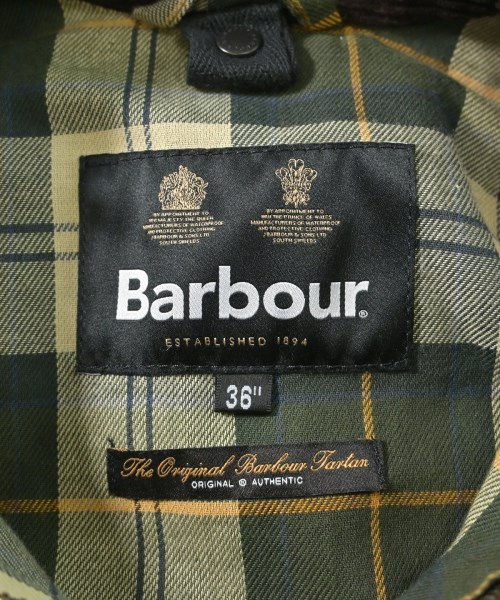 BY APPOINTMENT TO
HER MAJESTY THE QUEEN
MANUFACTURERS OF WATERPROOF
AND PROTECTIVE CLOTHING
J BARBOUR & SONS LTD
SOUTH SHIELDS
BY APPOINTMENT TO
HRH THE PRINCE OF WALES
MANUFACTURERS OF WATERPROOF
AND PROTECTIVE CLOTHING
J BARBOUR & SONS LTD
SOUTH SHIELDS
Barbour®
ESTABLISHED 1894
36"
The Original Barbour Tartan
ORIGINAL @ AUTHENTIC